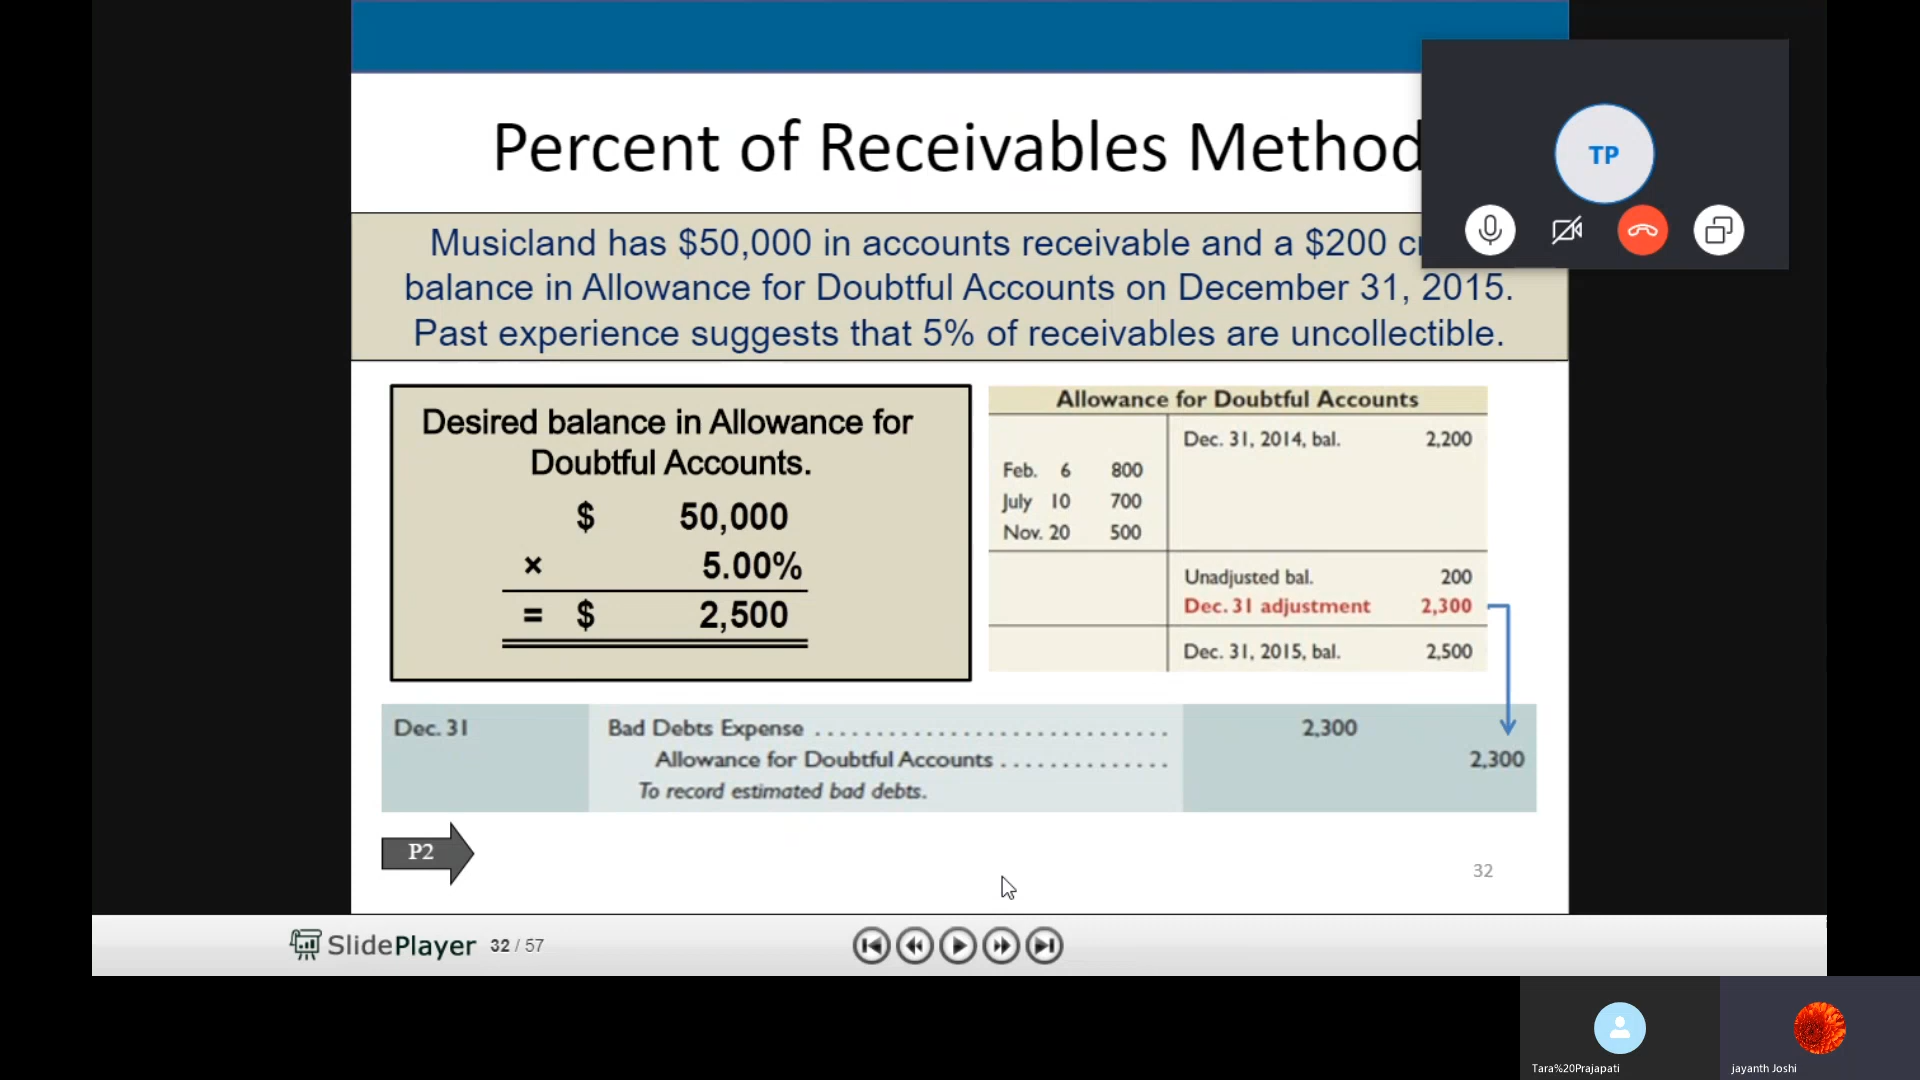 Percent of Receivables Method
TP
Musicland has $50,000 in accounts receivable and a $200
balance in Allowance for Doubtful Accounts on December 31, 2015.
Past experience suggests that 5% of receivables are uncollectible.
Desired balance in Allowance for
Doubtful Accounts.
$ 50,000
× 5.00%
= $ 2,500
Allowance for Doubtful Accounts
Dec. 31, 2014, bal. 2,200
Feb. 6 800
July 10 700
Nov. 20 500
Unadjusted bal. 200
Dec. 31 adjustment 2,300
Dec. 31, 2015, bal. 2,500
Dec. 31 Bad Debts Expense ............................ 2,300
Allowance for Doubtful Accounts .............. 2,300
To record estimated bad debts.
P2
32
SlidePlayer 32 / 57
Tara%20Prajapati
jayanth Joshi